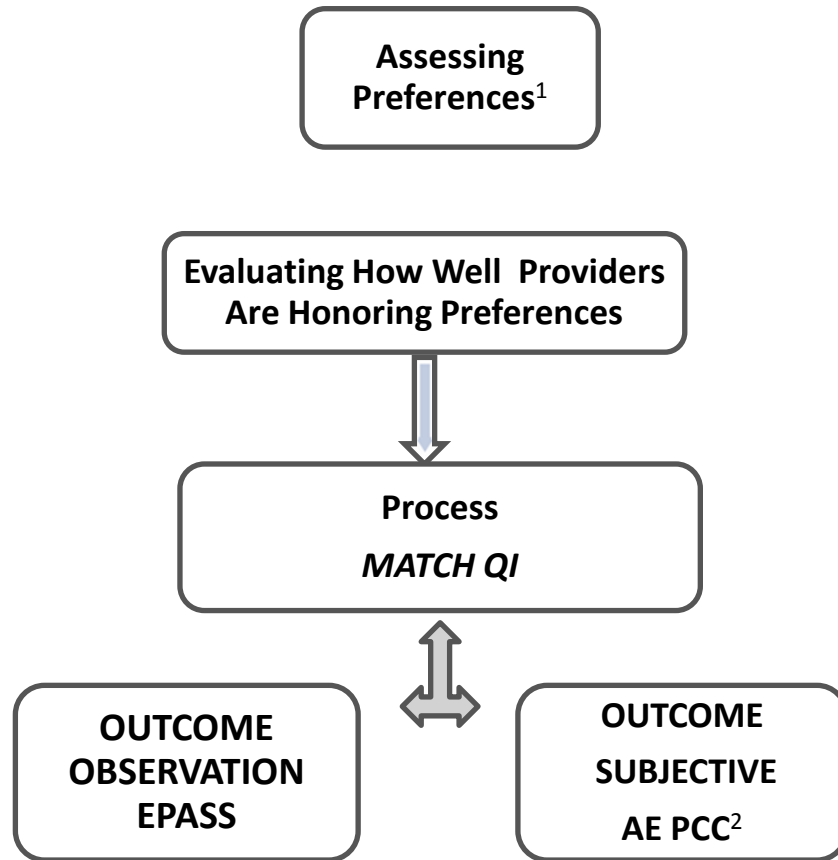 Assessing
Preferences¹
Evaluating How Well Providers
Are Honoring Preferences
Process
MATCH QI
OUTCOME
OBSERVATION
EPASS
OUTCOME
SUBJECTIVE
AE PCC²